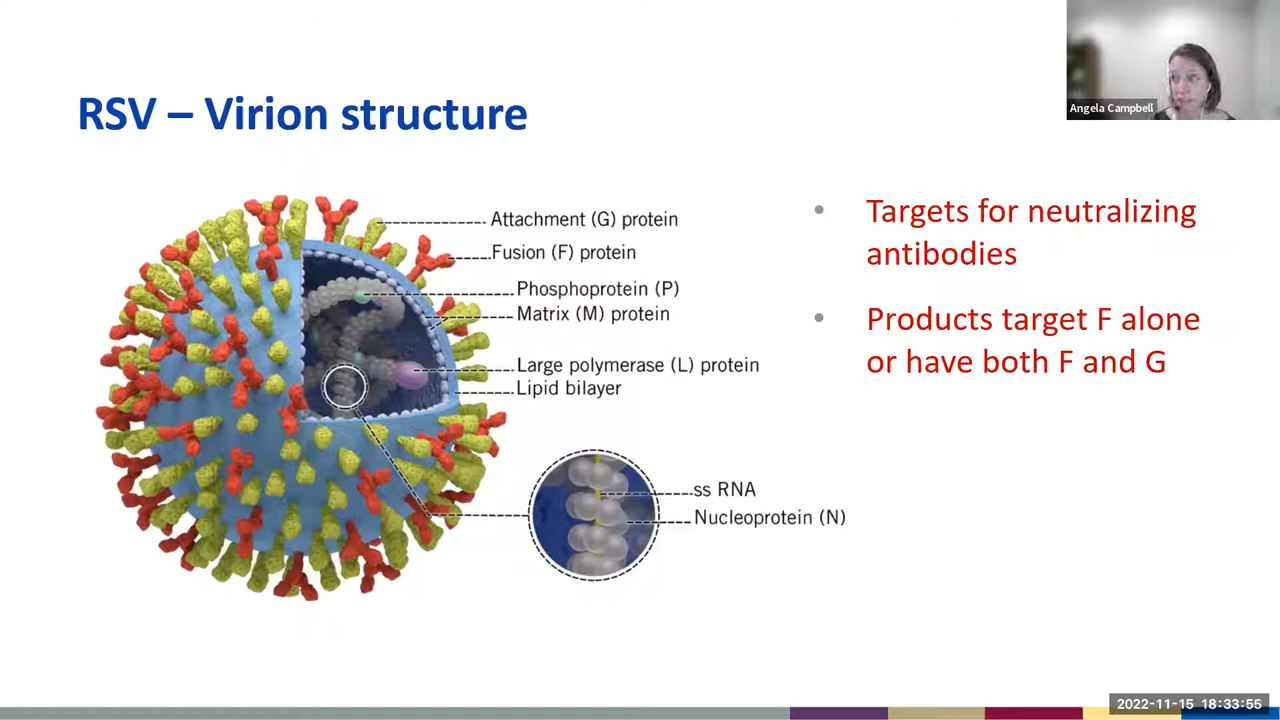 Angela Campbell
RSV – Virion structure
Attachment (G) protein
Fusion (F) protein
Phosphoprotein (P)
Matrix (M) protein
Large polymerase (L) protein
Lipid bilayer
ss RNA
Nucleoprotein (N)
• Targets for neutralizing
antibodies
• Products target F alone
or have both F and G
2022-11-15 18:33:55